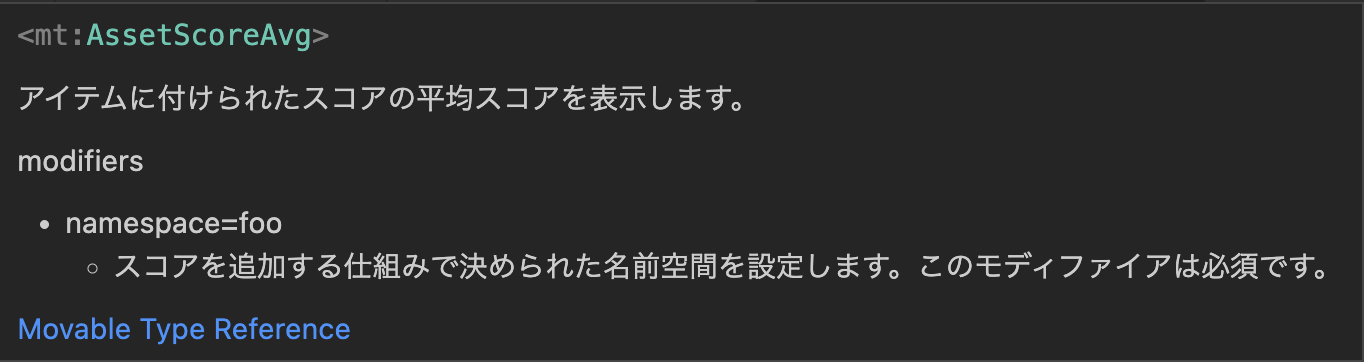 <mt:AssetScoreAvg>
アイテムに付けられたスコアの平均スコアを表示します。
modifiers
• namespace=foo
◦ スコアを追加する仕組みで決められた名前空間を設定します。このモディファイアは必須です。
Movable Type Reference